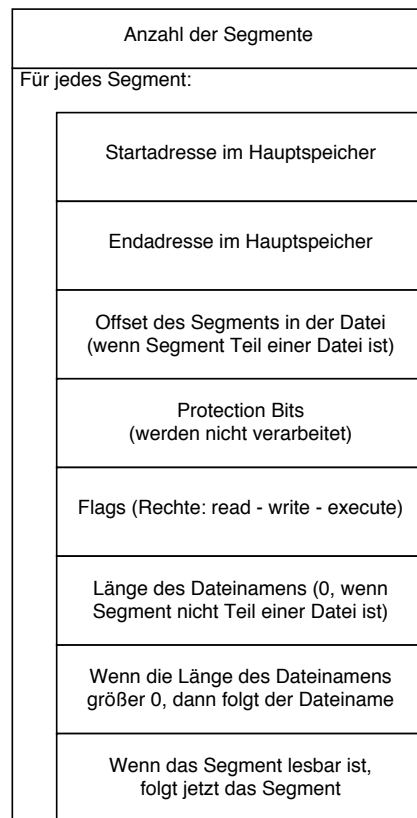 Anzahl der Segmente
Für jedes Segment:
Startadresse im Hauptspeicher
Endadresse im Hauptspeicher
Offset des Segments in der Datei
(wenn Segment Teil einer Datei ist)
Protection Bits
(werden nicht verarbeitet)
Flags (Rechte: read - write - execute)
Länge des Dateinamens (0, wenn
Segment nicht Teil einer Datei ist)
Wenn die Länge des Dateinamens
größer 0, dann folgt der Dateiname
Wenn das Segment lesbar ist,
folgt jetzt das Segment